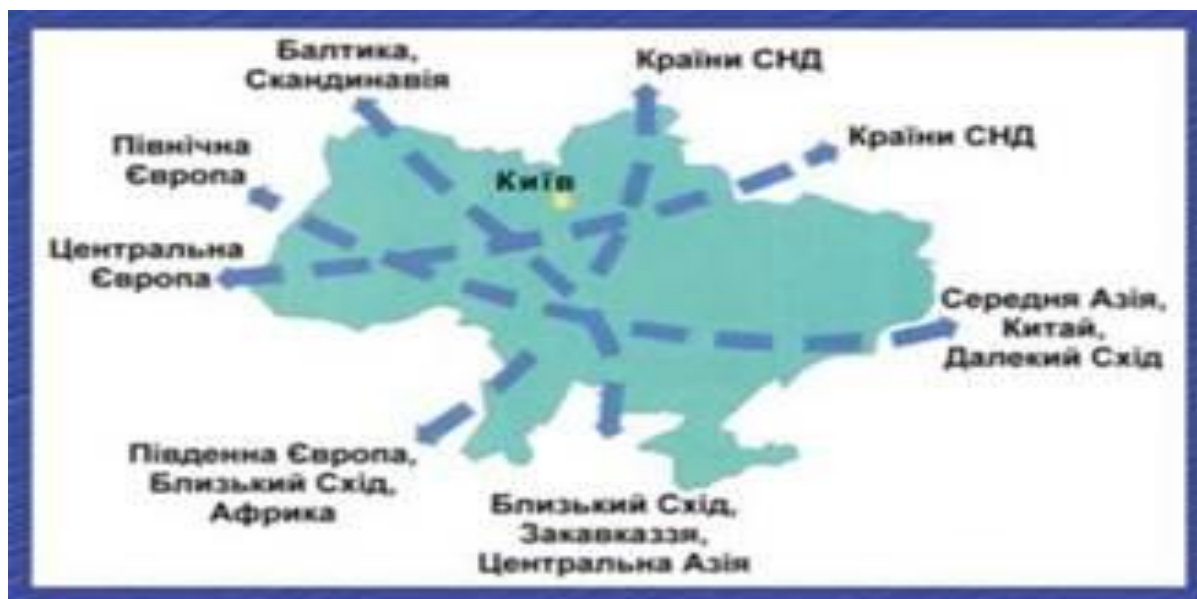 Балтика,
Скандинавія
Країни СНД
Північна
Європа
Країни СНД
Київ
Центральна
Європа
Середня Азія,
Китай,
Далекий Схід
Південна Європа,
Близький Схід,
Африка
Близький Схід,
Закавказзя,
Центральна Азія